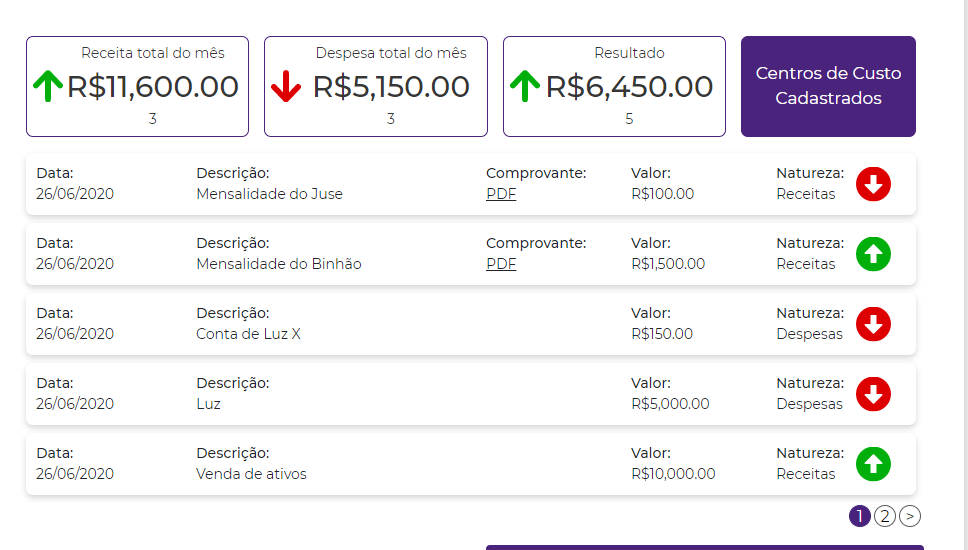 Receita total do mês
R$11,600.00
3
Despesa total do mês
R$5,150.00
3
Resultado
R$6,450.00
5
Centros de Custo
Cadastrados
Data: Descrição: Comprovante: Valor: Natureza:
26/06/2020 Mensalidade do Juse PDF R$100.00 Receitas
Data: Descrição: Comprovante: Valor: Natureza:
26/06/2020 Mensalidade do Binhão PDF R$1,500.00 Receitas
Data: Descrição: Valor: Natureza:
26/06/2020 Conta de Luz X R$150.00 Despesas
Data: Descrição: Valor: Natureza:
26/06/2020 Luz R$5,000.00 Despesas
Data: Descrição: Valor: Natureza:
26/06/2020 Venda de ativos R$10,000.00 Receitas
1 2 >